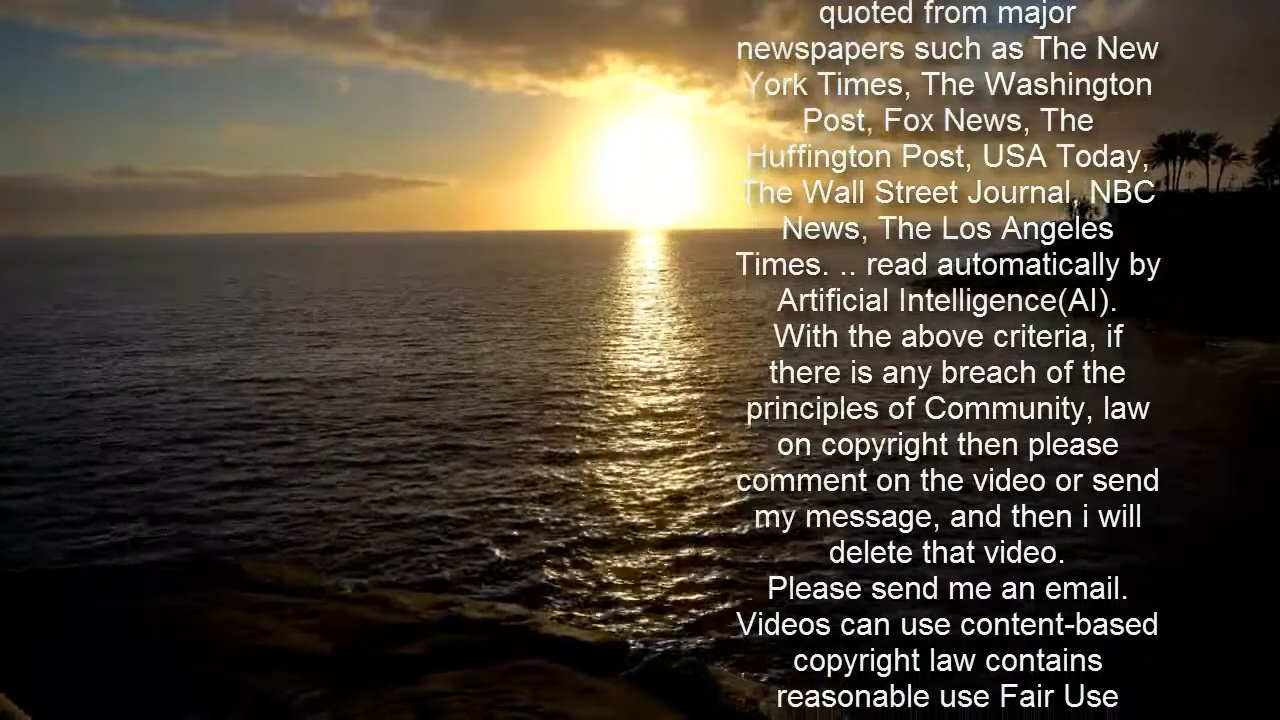 quoted from major
newspapers such as The New
York Times, The Washington
Post, Fox News, The
Huffington Post, USA Today,
The Wall Street Journal, NBC
News, The Los Angeles
Times. .. read automatically by
Artificial Intelligence(AI).
With the above criteria, if
there is any breach of the
principles of Community, law
on copyright then please
comment on the video or send
my message, and then i will
delete that video.
Please send me an email.
Videos can use content-based
copyright law contains
reasonable use Fair Use